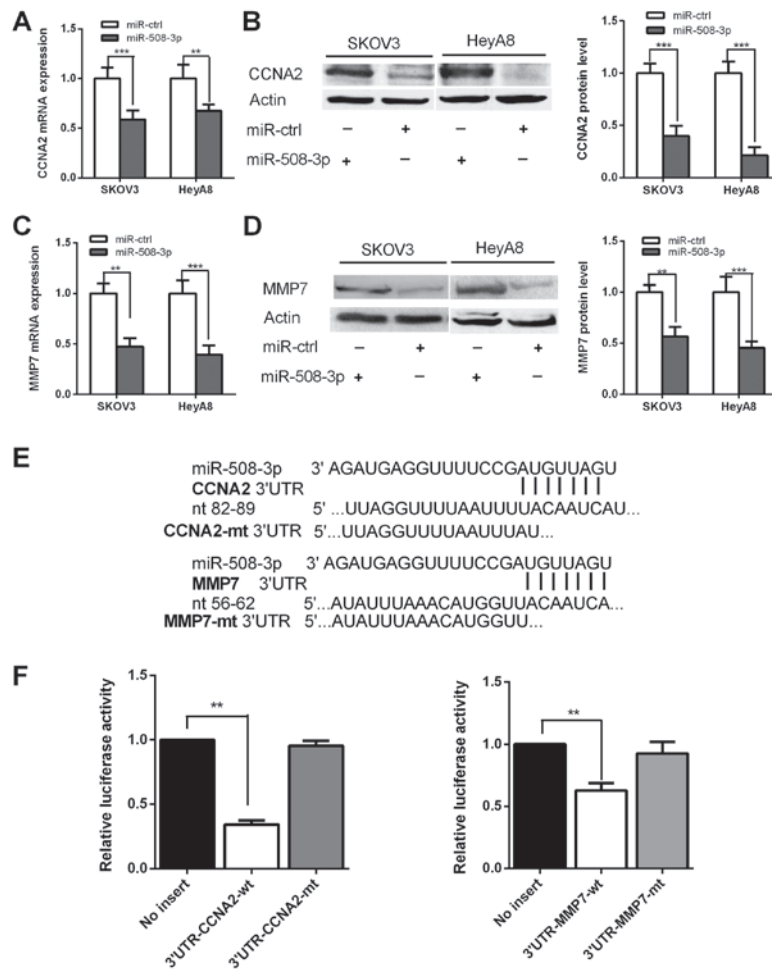 A
miR-ctrl
miR-508-3p
CCNA2 mRNA expression
1.5
1.0
0.5
0.0
***
**
SKOV3
HeyA8
B
SKOV3 HeyA8
CCNA2
Actin
miR-ctrl – + – +
miR-508-3p + – + –
miR-ctrl
miR-508-3p
CCNA2 protein level
1.5
1.0
0.5
0.0
***
***
SKOV3
HeyA8
C
miR-ctrl
miR-508-3p
MMP7 mRNA expression
1.5
1.0
0.5
0.0
**
***
SKOV3
HeyA8
D
SKOV3 HeyA8
MMP7
Actin
miR-ctrl – + – +
miR-508-3p + – + –
miR-ctrl
miR-508-3p
MMP7 protein level
1.5
1.0
0.5
0.0
**
***
SKOV3
HeyA8
E
miR-508-3p 3' AGAUGAGGUUUUCCGAUGUUAGU
CCNA2 3'UTR
nt 82-89 5' ...UUAGGUUUUAAUUUUACAAUCAU...
CCNA2-mt 3'UTR 5' ...UUAGGUUUUAAUUUAU...
miR-508-3p 3' AGAUGAGGUUUUCCGAUGUUAGU
MMP7 3'UTR
nt 56-62 5'...AUAUUUAAACAUGGUUACAAUCA...
MMP7-mt 3'UTR 5'...AUAUUUAAACAUGGUU...
F
Relative luciferase activity
1.5
1.0
0.5
0.0
**
No insert
3'UTR-CCNA2-wt
3'UTR-CCNA2-mt
Relative luciferase activity
1.5
1.0
0.5
0.0
**
No insert
3'UTR-MMP7-wt
3'UTR-MMP7-mt